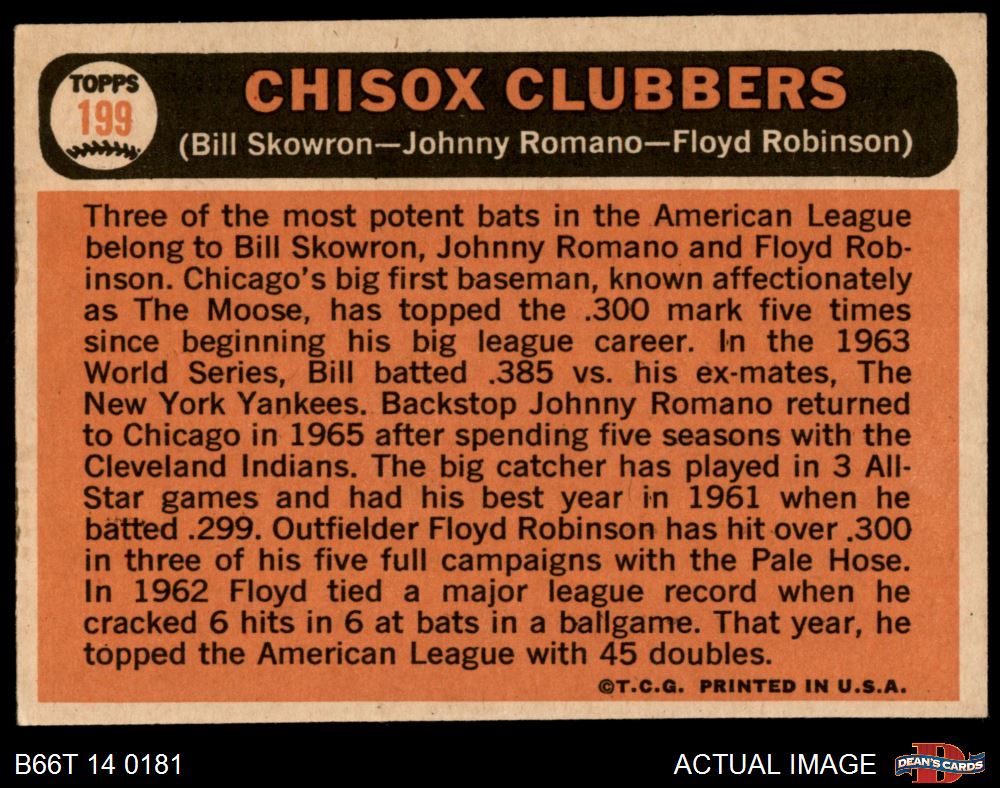 TOPPS
199
CHISOX CLUBBERS
(Bill Skowron—Johnny Romano—Floyd Robinson)
Three of the most potent bats in the American League
belong to Bill Skowron, Johnny Romano and Floyd Rob-
inson. Chicago's big first baseman, known affectionately
as The Moose, has topped the .300 mark five times
since beginning his big league career. In the 1963
World Series, Bill batted .385 vs. his ex-mates, The
New York Yankees. Backstop Johnny Romano returned
to Chicago in 1965 after spending five seasons with the
Cleveland Indians. The big catcher has played in 3 All-
Star games and had his best year in 1961 when he
batted .299. Outfielder Floyd Robinson has hit over .300
in three of his five full campaigns with the Pale Hose.
In 1962 Floyd tied a major league record when he
cracked 6 hits in 6 at bats in a ballgame. That year, he
topped the American League with 45 doubles.
©T.C.G. PRINTED IN U.S.A.
B66T 14 0181
ACTUAL IMAGE
DEAN'S CARDS